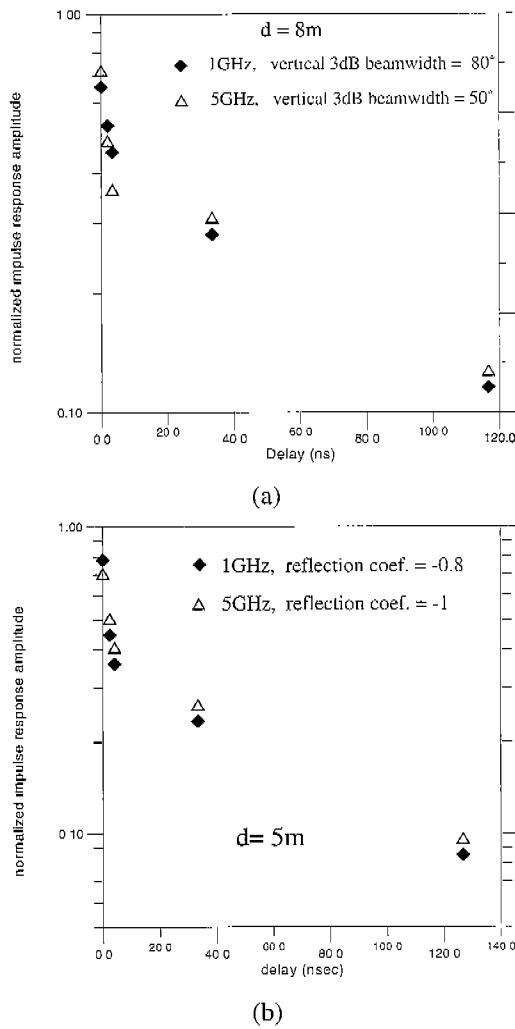 1.00
d = 8m
1GHz, vertical 3dB beamwidth = 80°
5GHz, vertical 3dB beamwidth = 50°
normalized impulse response amplitude
0.10
0 0 20 0 40 0 60 0 80 0 100 0 120.0
Delay (ns)
(a)
1.00
1GHz, reflection coef. = -0.8
5GHz, reflection coef. = -1
normalized impulse response amplitude
0 10
d= 5m
0 0 20 0 40 0 60 0 80 0 100 0 120 0 140.0
delay (nsec)
(b)